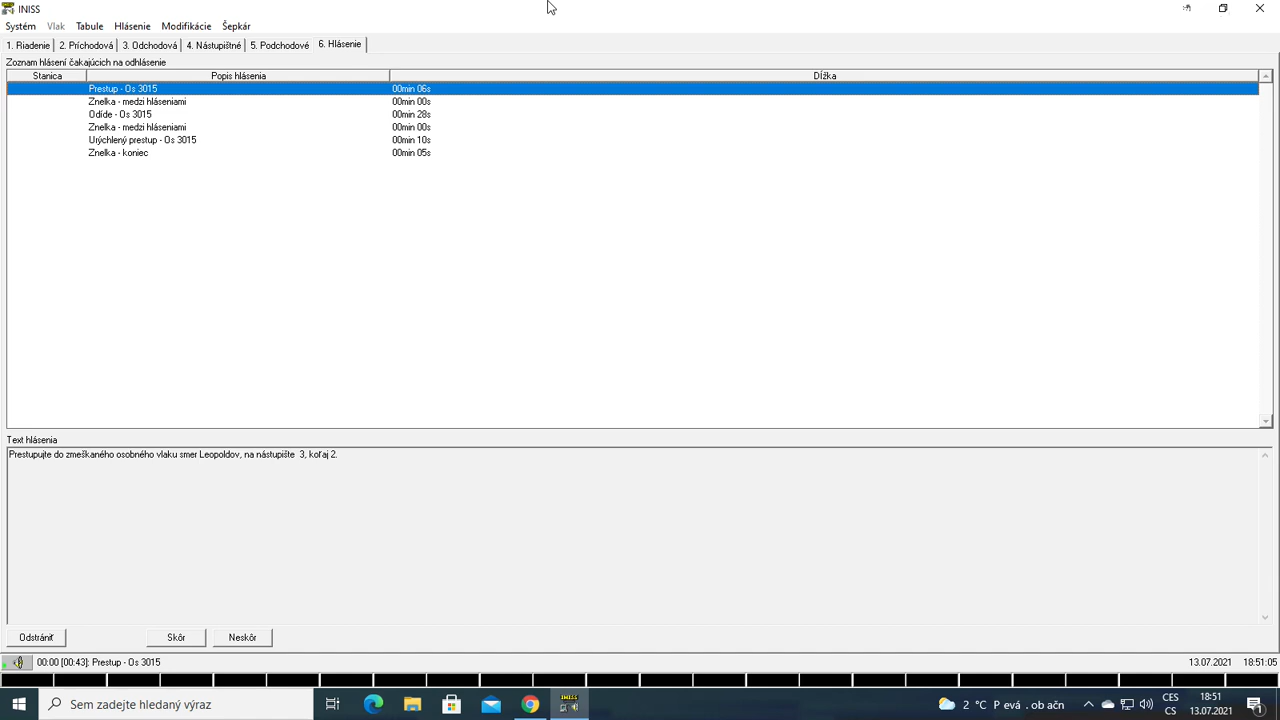 INISS
Systém Vlak Tabule Hlásenie Modifikácie Šepkár
1. Riadenie 2. Príchodová 3. Odchodová 4. Nástupištné 5. Podchodové 6. Hlásenie
Zoznam hlásení čakajúcich na odhlásenie
Stanica Popis hlásenia Dĺžka
Prestup - Os 3015 00min 06s
Znelka - medzi hláseniami 00min 00s
Odíde - Os 3015 00min 28s
Znelka - medzi hláseniami 00min 00s
Urýchlený prestup - Os 3015 00min 10s
Znelka - koniec 00min 05s
Text hlásenia
Prestupujte do zmeškaného osobného vlaku smer Leopoldov, na nástupište 3, koľaj 2.
Odstrániť Skôr Neskôr
00:00 [00:43]: Prestup - Os 3015 13.07.2021 18:51:05
Sem zadejte hledaný výraz 2 °C P evá . ob ačn CES 18:51
CS 13.07.2021 1